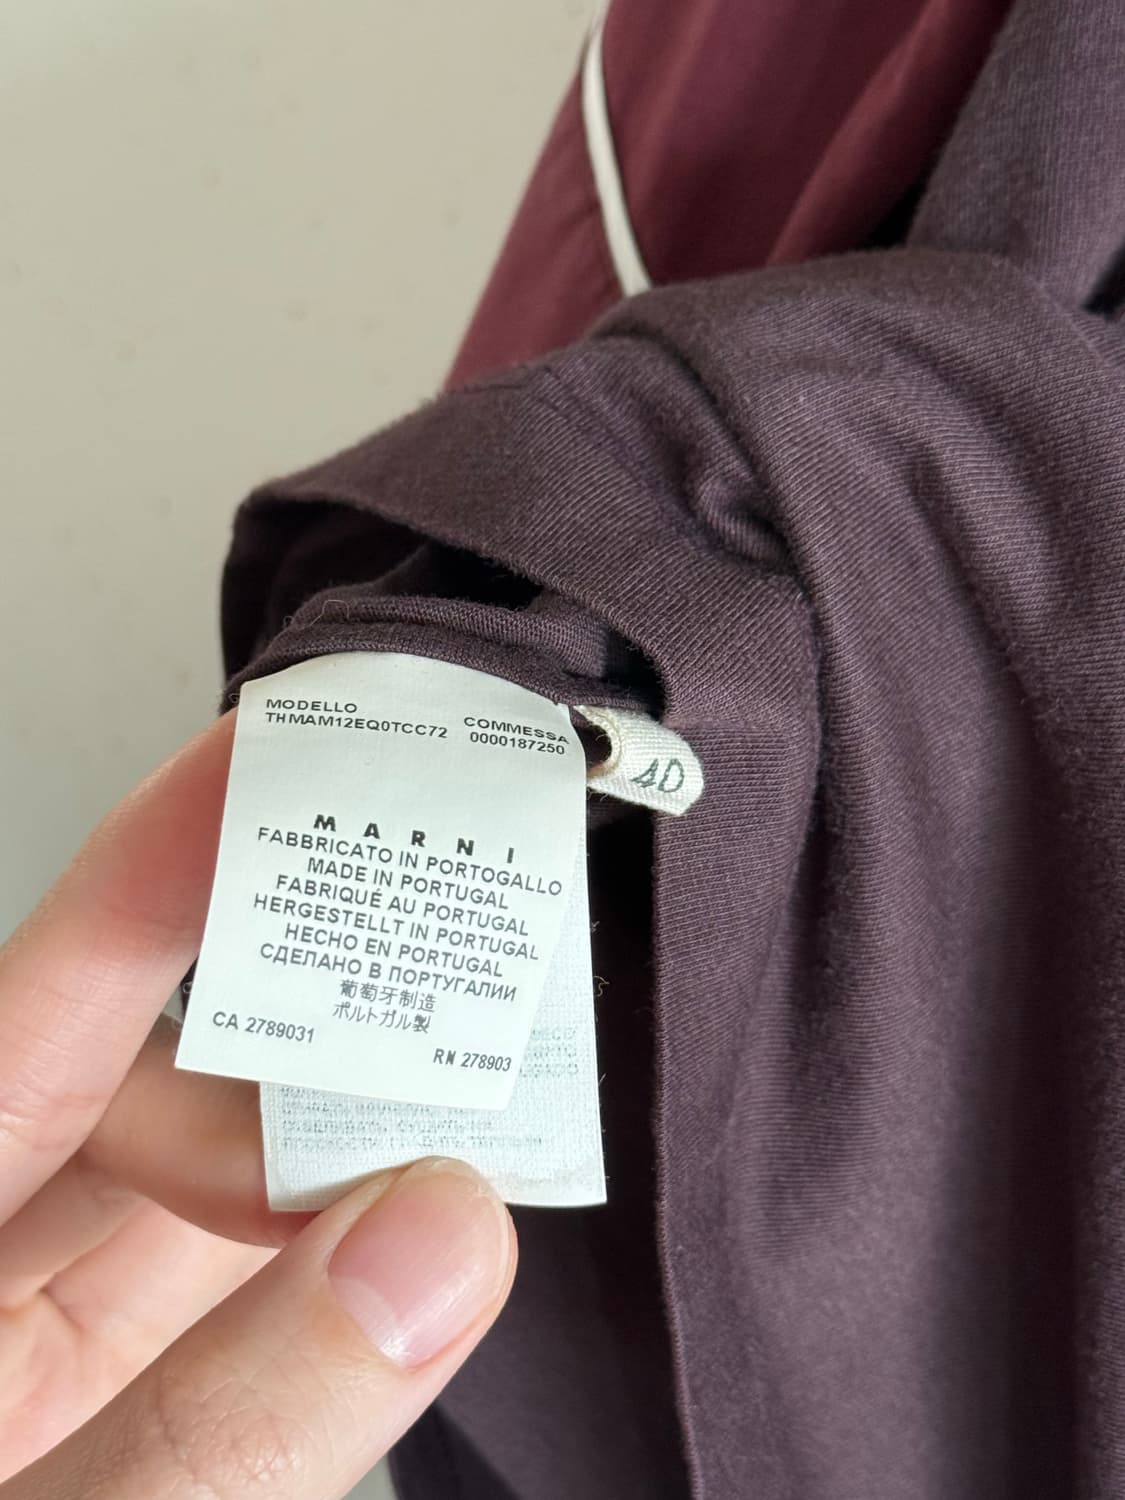 MODELLO
THMAM12EQ0TCC72
COMMESSA
0000187250
MARNI
FABBRICATO IN PORTOGALLO
MADE IN PORTUGAL
FABRIQUÉ AU PORTUGAL
HERGESTELLT IN PORTUGAL
HECHO EN PORTUGAL
СДЕЛАНО В ПОРТУГАЛИИ
葡萄牙制造
ポルトガル製
CA 2789031
RN 278903
4D